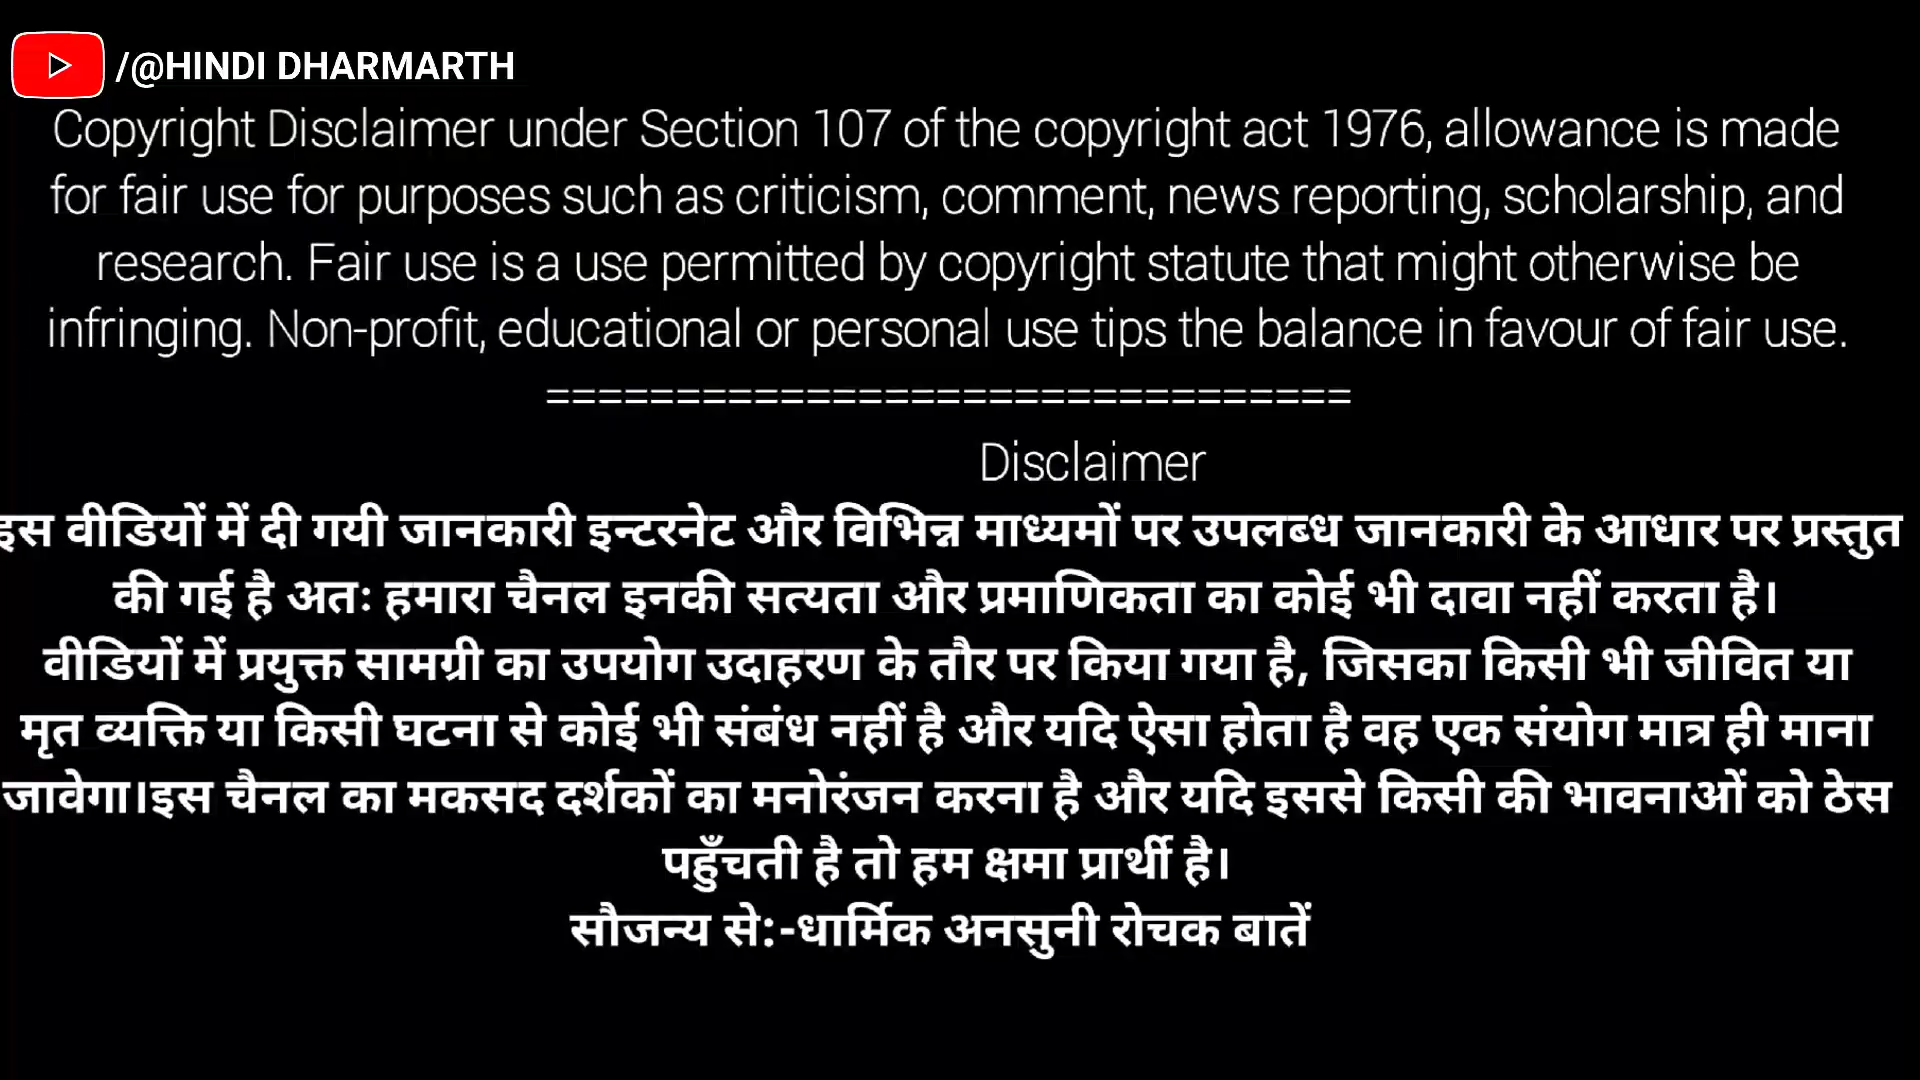 /@HINDI DHARMARTH
Copyright Disclaimer under Section 107 of the copyright act 1976, allowance is made
for fair use for purposes such as criticism, comment, news reporting, scholarship, and
research. Fair use is a use permitted by copyright statute that might otherwise be
infringing. Non-profit, educational or personal use tips the balance in favour of fair use.
===============================
Disclaimer
इस वीडियों में दी गयी जानकारी इन्टरनेट और विभिन्न माध्यमों पर उपलब्ध जानकारी के आधार पर प्रस्तुत
की गई है अतः हमारा चैनल इनकी सत्यता और प्रमाणिकता का कोई भी दावा नहीं करता है।
वीडियों में प्रयुक्त सामग्री का उपयोग उदाहरण के तौर पर किया गया है, जिसका किसी भी जीवित या
मृत व्यक्ति या किसी घटना से कोई भी संबंध नहीं है और यदि ऐसा होता है वह एक संयोग मात्र ही माना
जावेगा।इस चैनल का मकसद दर्शकों का मनोरंजन करना है और यदि इससे किसी की भावनाओं को ठेस
पहुँचती है तो हम क्षमा प्रार्थी है।
सौजन्य से:-धार्मिक अनसुनी रोचक बातें